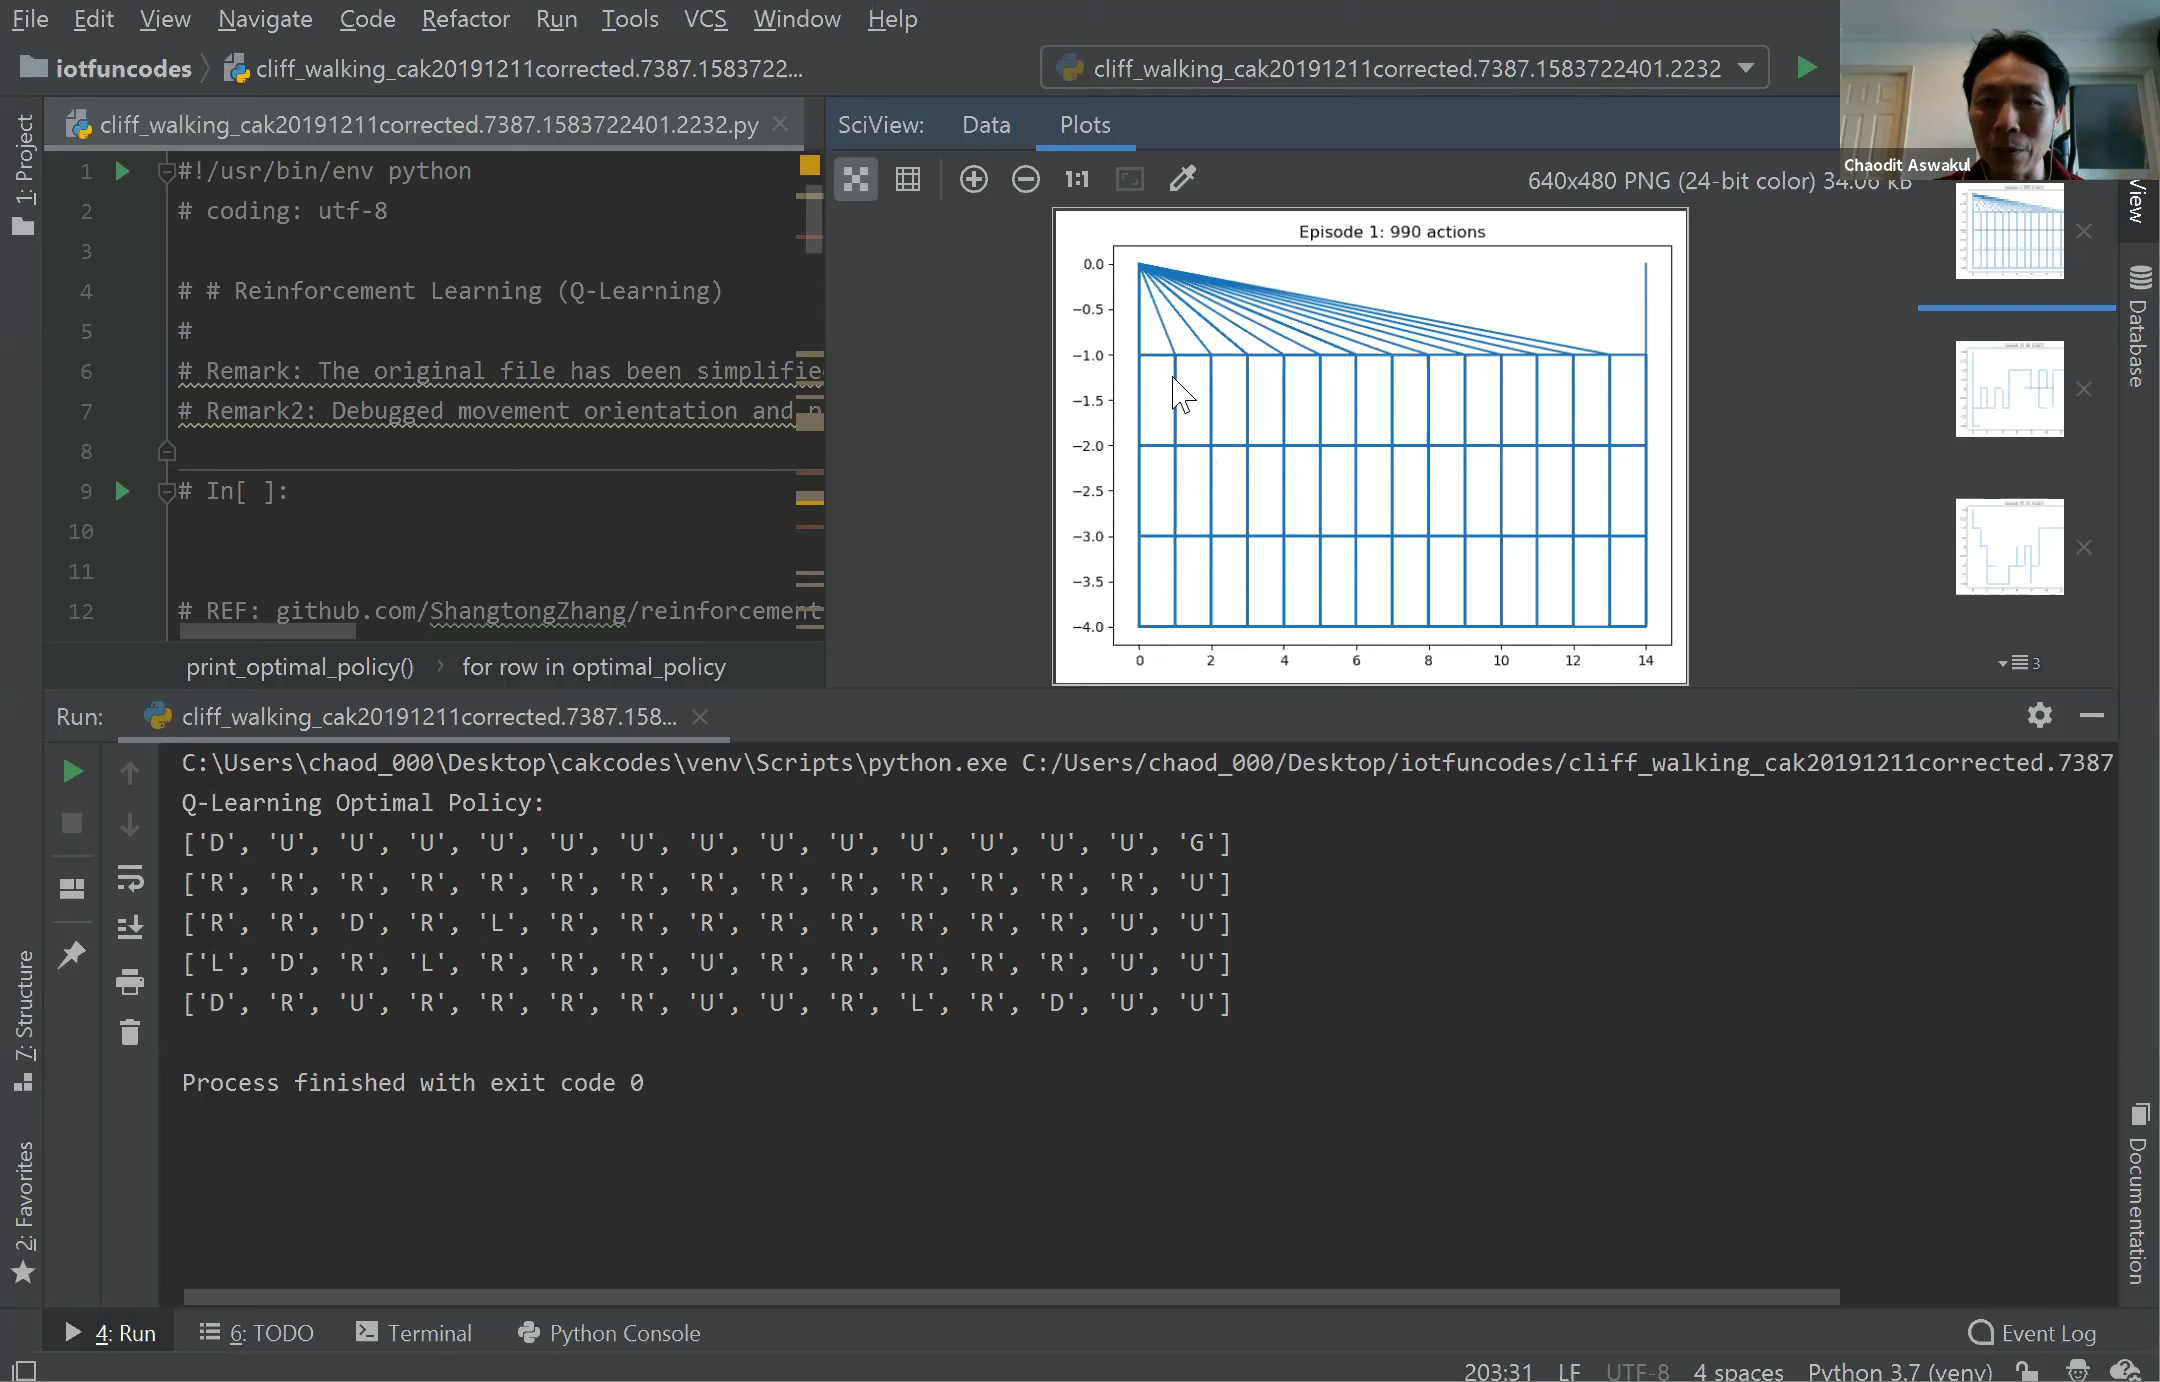 File Edit View Navigate Code Refactor Run Tools VCS Window Help
iotfuncodes cliff_walking_cak20191211corrected.7387.1583722...
cliff_walking_cak20191211corrected.7387.1583722401.2232
Chaodit Aswakul
1: Project
cliff_walking_cak20191211corrected.7387.1583722401.2232.py
SciView: Data Plots
1 #!/usr/bin/env python
2 # coding: utf-8
3
4 # # Reinforcement Learning (Q-Learning)
5 #
6 # Remark: The original file has been simplifie
7 # Remark2: Debugged movement orientation and
8
9 # In[ ]:
10
11
12 # REF: github.com/ShangtongZhang/reinforcement
print_optimal_policy() for row in optimal_policy
1:1
640x480 PNG (24-bit color) 34.06 kB
Episode 1: 990 actions
0.0
−0.5
−1.0
−1.5
−2.0
−2.5
−3.0
−3.5
−4.0
0 2 4 6 8 10 12 14
3
View
Database
Documentation
Run: cliff_walking_cak20191211corrected.7387.158...
C:\Users\chaod_000\Desktop\cakcodes\venv\Scripts\python.exe C:/Users/chaod_000/Desktop/iotfuncodes/cliff_walking_cak20191211corrected.7387
Q-Learning Optimal Policy:
['D', 'U', 'U', 'U', 'U', 'U', 'U', 'U', 'U', 'U', 'U', 'U', 'U', 'U', 'G']
['R', 'R', 'R', 'R', 'R', 'R', 'R', 'R', 'R', 'R', 'R', 'R', 'R', 'R', 'U']
['R', 'R', 'D', 'R', 'L', 'R', 'R', 'R', 'R', 'R', 'R', 'R', 'R', 'U', 'U']
['L', 'D', 'R', 'L', 'R', 'R', 'R', 'U', 'R', 'R', 'R', 'R', 'R', 'U', 'U']
['D', 'R', 'U', 'R', 'R', 'R', 'R', 'U', 'U', 'R', 'L', 'R', 'D', 'U', 'U']
Process finished with exit code 0
7: Structure
2: Favorites
4: Run 6: TODO Terminal Python Console Event Log
203:31 LF UTF-8 4 spaces Python 3.7 (venv)